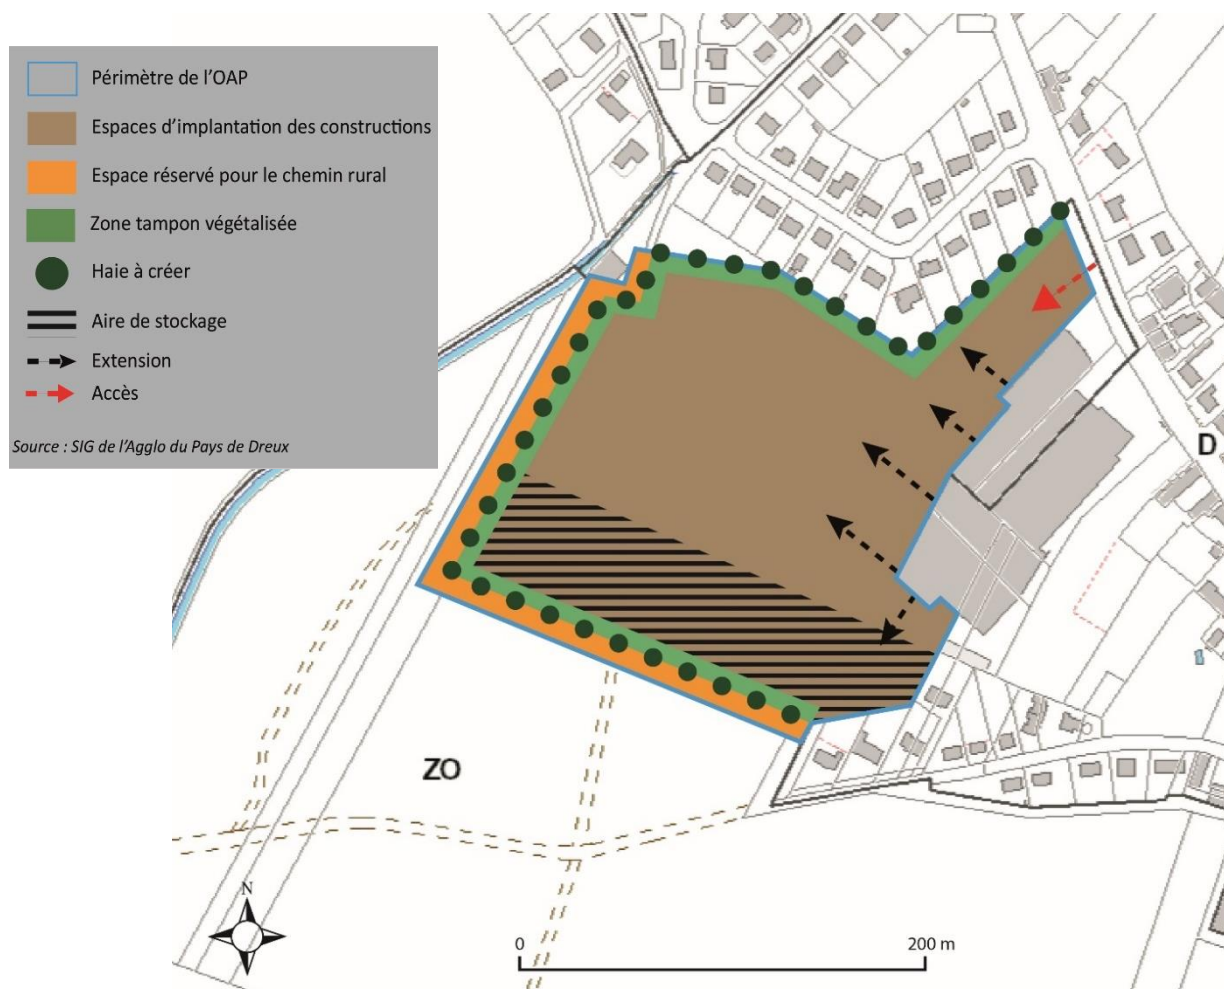 Périmètre de l'OAP
Espaces d'implantation des constructions
Espace réservé pour le chemin rural
Zone tampon végétalisée
Haie à créer
Aire de stockage
Extension
Accès
Source : SIG de l'Agglo du Pays de Dreux
D
ZO
N
0 200 m